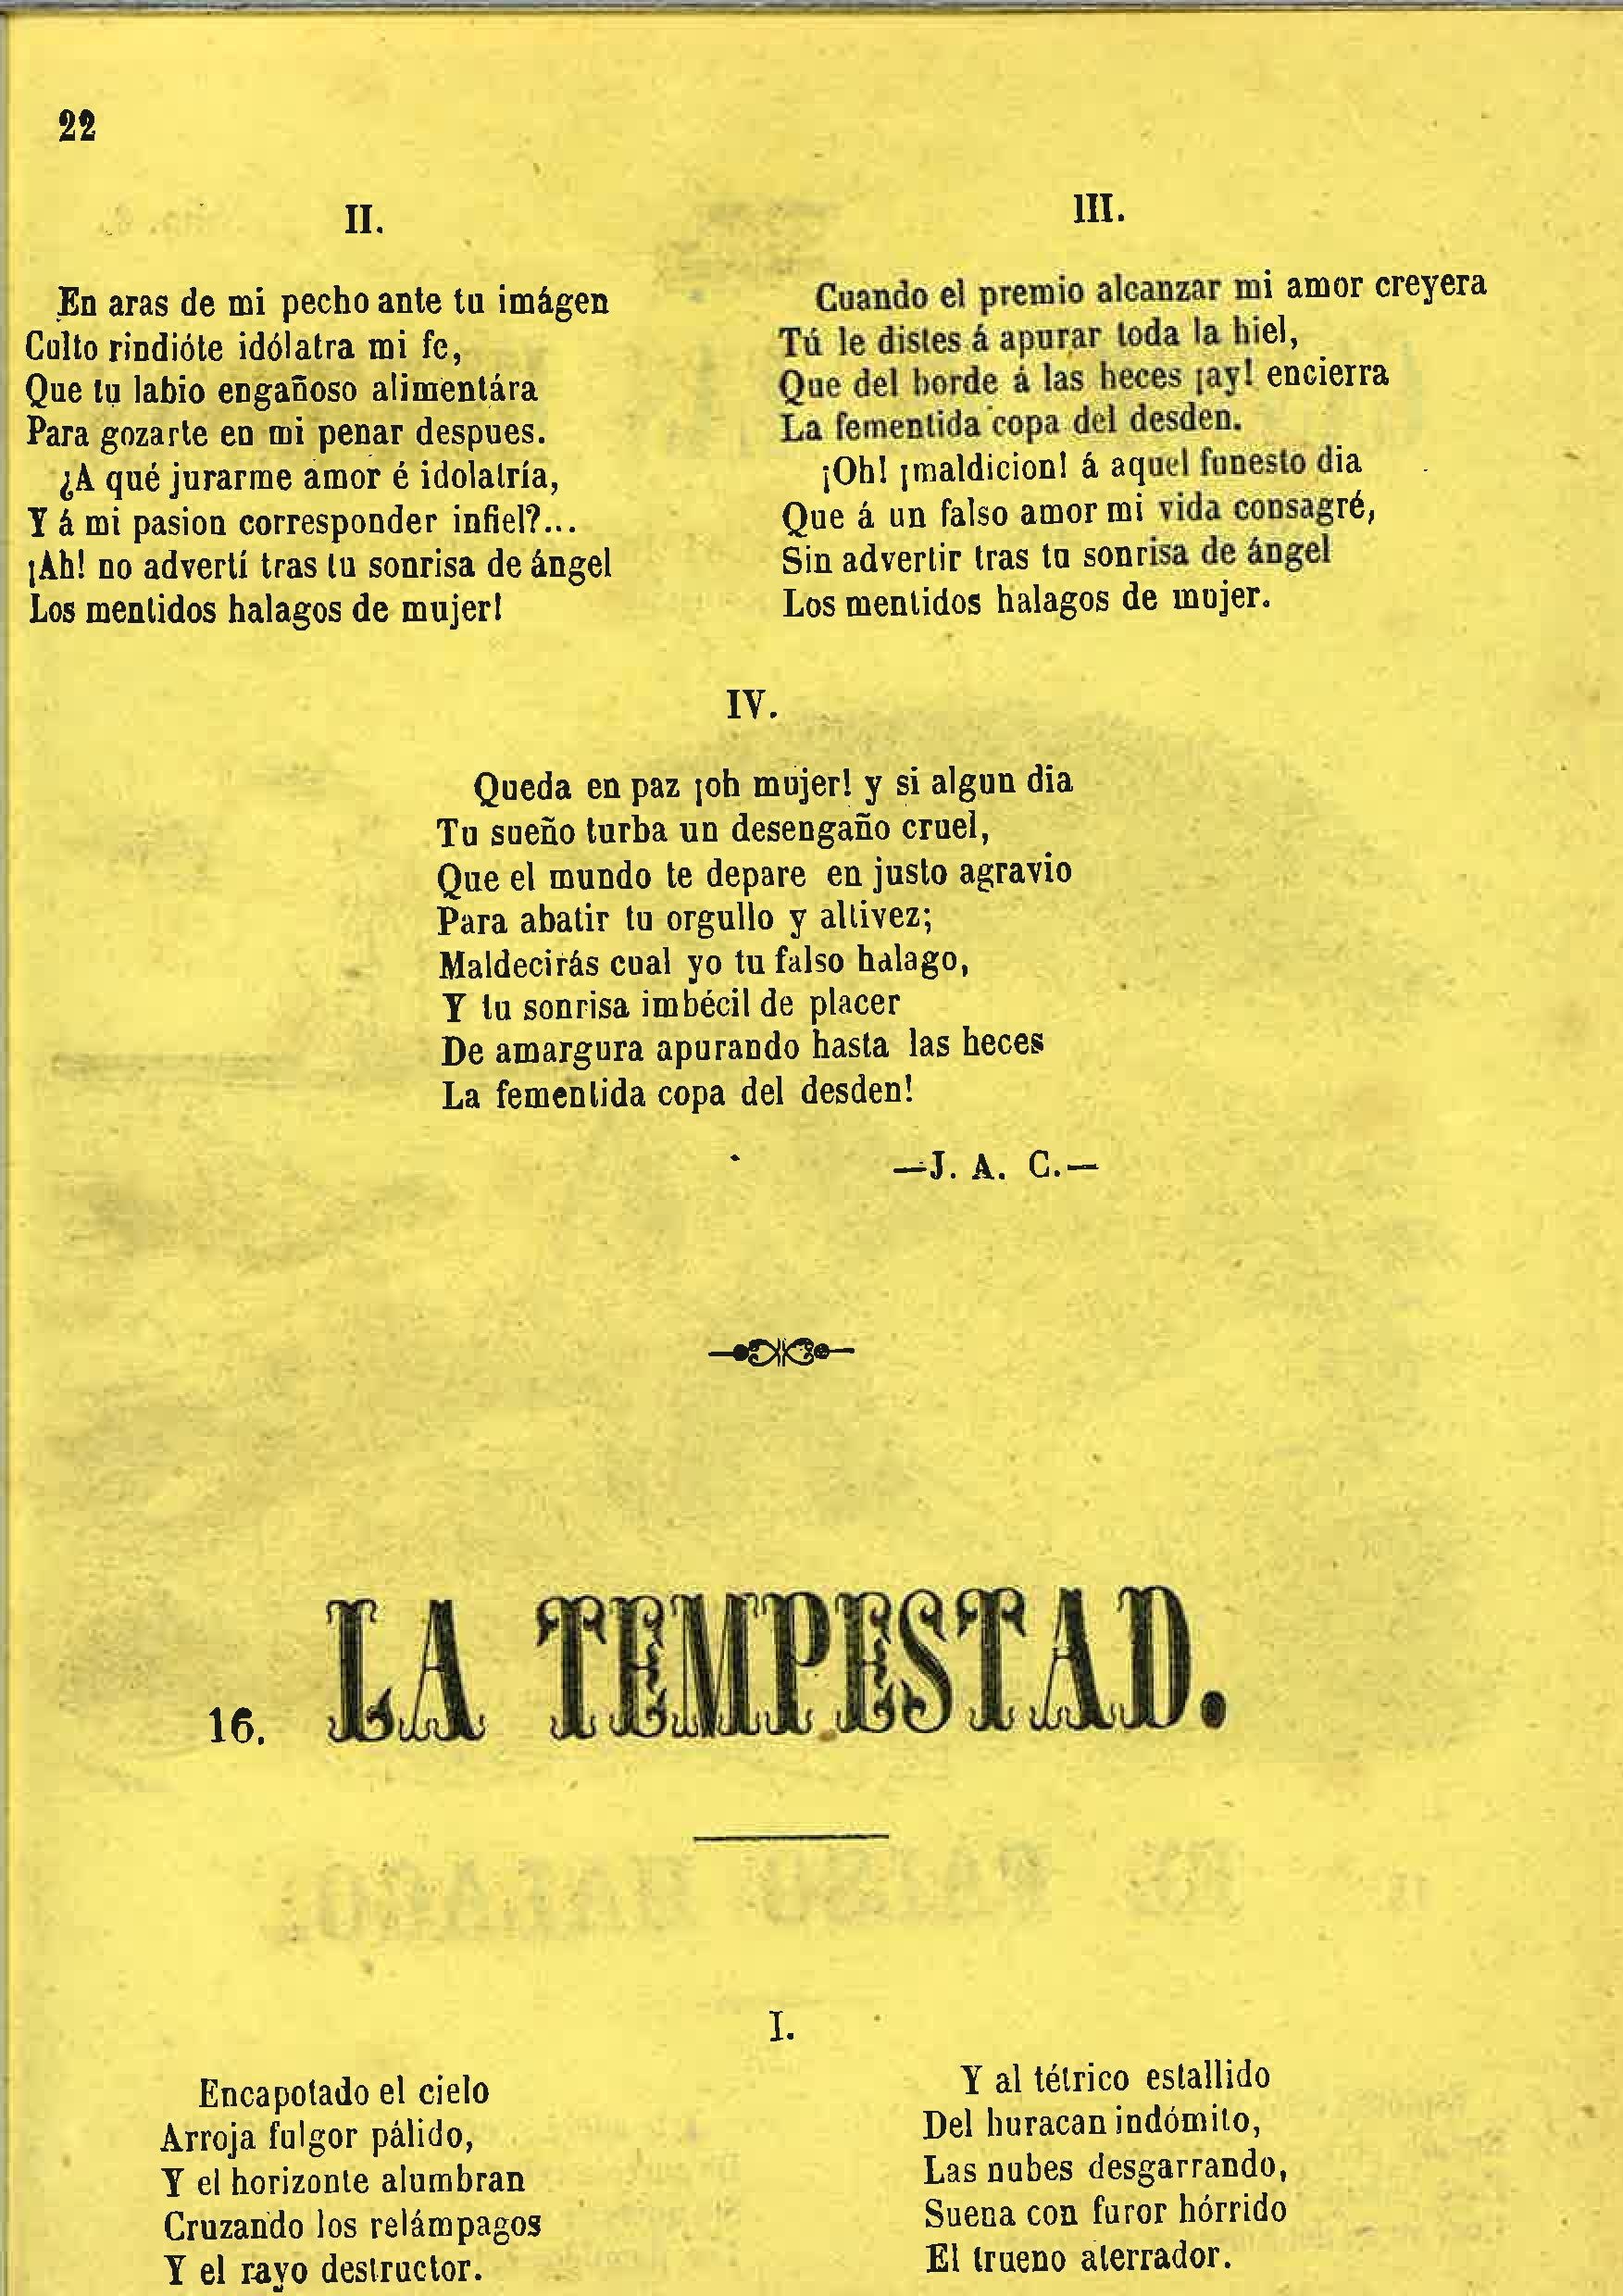 22
II.
En aras de mi pecho ante tu imágen
Culto rindióte idólatra mi fe,
Que tu labio engañoso alimentára
Para gozarte en mi penar despues.
¿A qué jurarme amor é idolatría,
Y á mi pasion corresponder infiel?...
¡Ah! no advertí tras tu sonrisa de ángel
Los mentidos halagos de mujer!
III.
Cuando el premio alcanzar mi amor creyera
Tú le distes á apurar toda la hiel,
Que del borde á las heces ¡ay! encierra
La fementida copa del desden.
¡Oh! ¡maldicion! á aquel funesto dia
Que á un falso amor mi vida consagré,
Sin advertir tras tu sonrisa de ángel
Los mentidos halagos de mujer.
IV.
Queda en paz ¡oh mujer! y si algun dia
Tu sueño turba un desengaño cruel,
Que el mundo te depare en justo agravio
Para abatir tu orgullo y altivez;
Maldecirás cual yo tu falso halago,
Y tu sonrisa imbécil de placer
De amargura apurando hasta las heces
La fementida copa del desden!
—J. A. C.—
16. LA TEMPESTAD.
I.
Encapotado el cielo
Arroja fulgor pálido,
Y el horizonte alumbran
Cruzando los relámpagos
Y el rayo destructor.
Y al tétrico estallido
Del huracan indómito,
Las nubes desgarrando,
Suena con furor hórrido
El trueno aterrador.